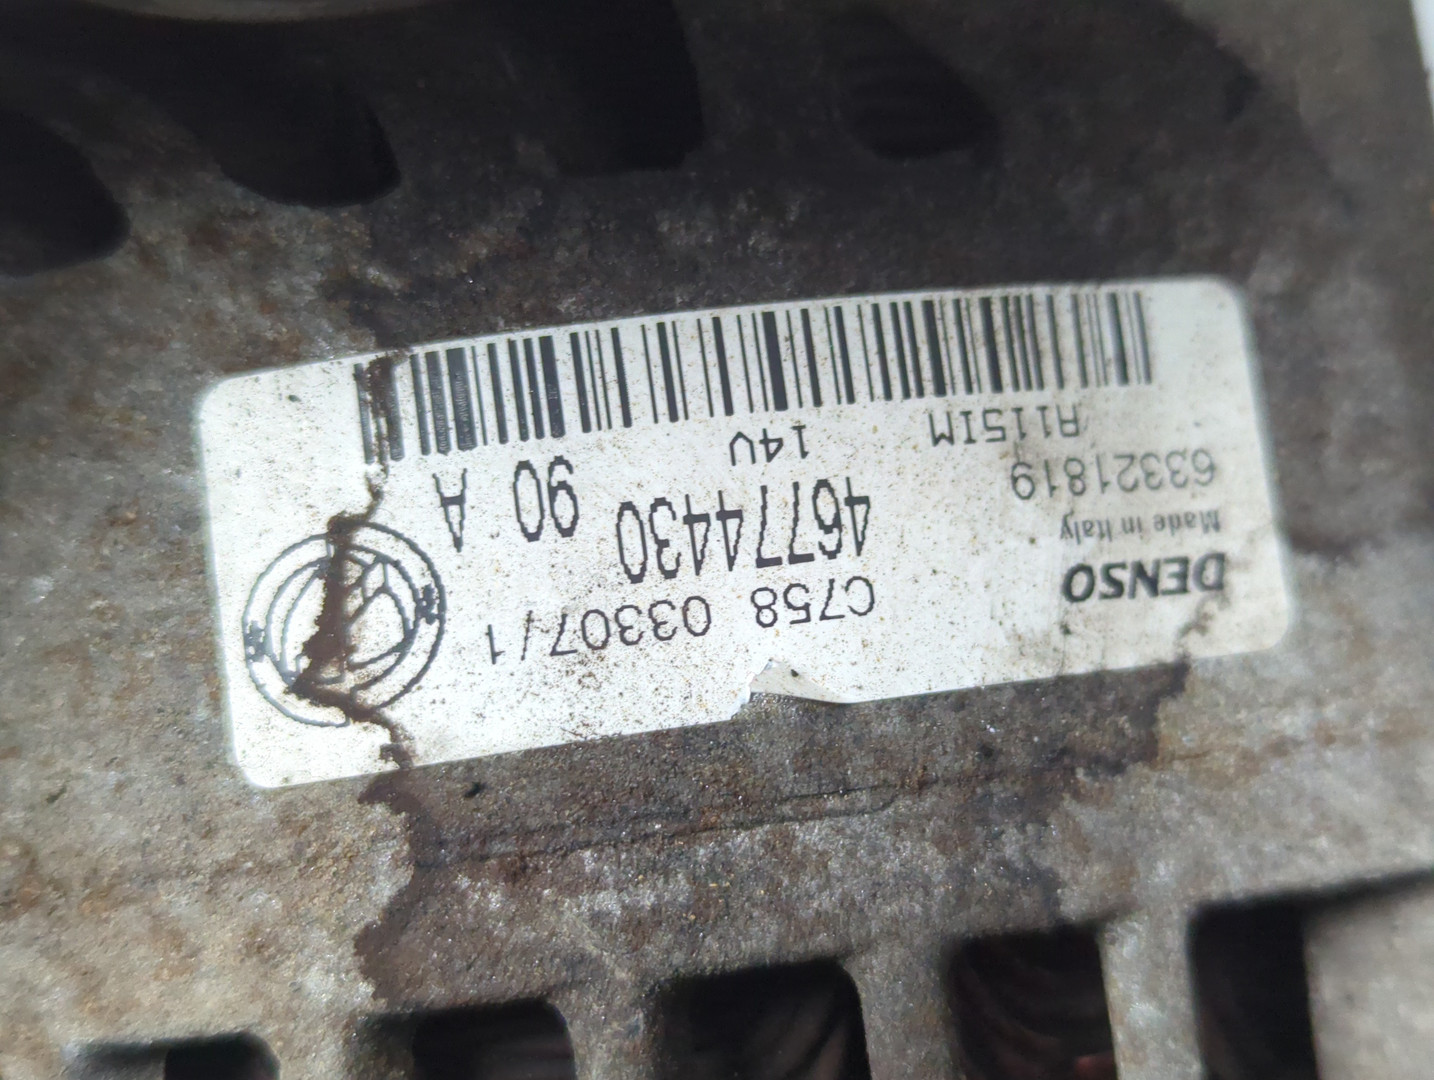 DENSO
Made in Italy
63321819
A115IM
C758 03307/1
46774430
14V
90 A